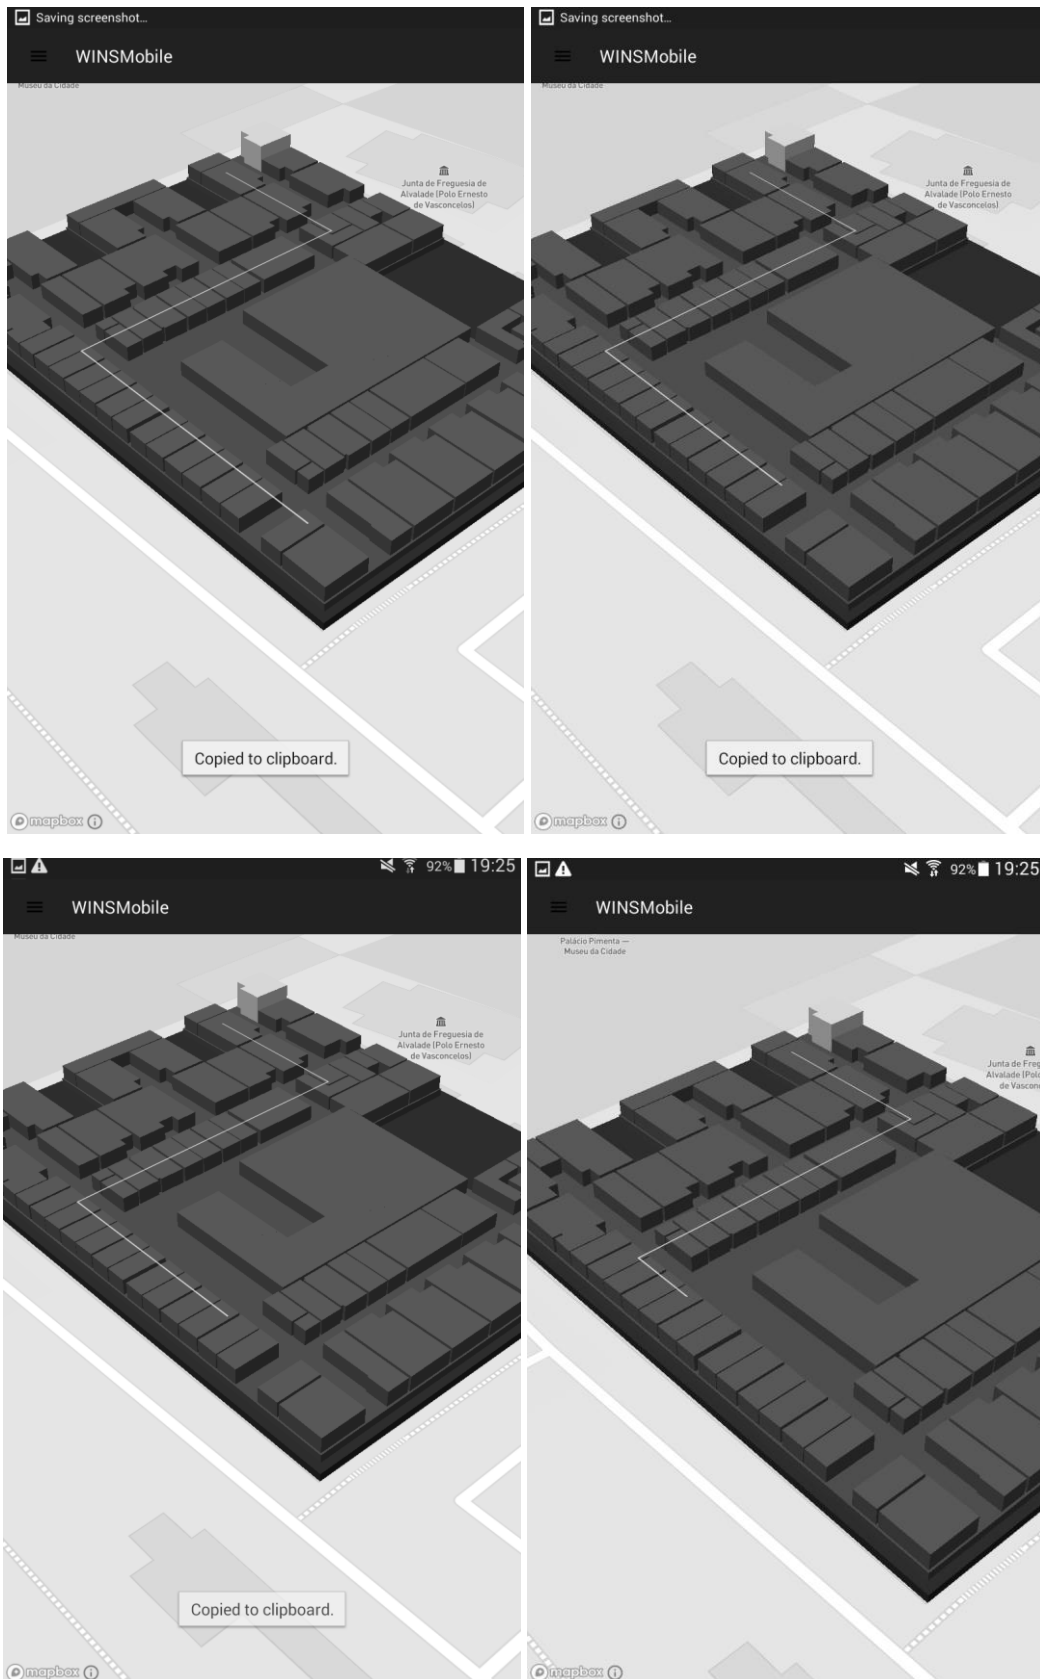 Saving screenshot...
WINSMobile
Museu da Cidade
Junta de Freguesia de
Alvalade (Polo Ernesto
de Vasconcelos)
Copied to clipboard.
mapbox
Saving screenshot...
WINSMobile
Museu da Cidade
Junta de Freguesia de
Alvalade (Polo Ernesto
de Vasconcelos)
Copied to clipboard.
mapbox
92% 19:25
WINSMobile
Museu da Cidade
Junta de Freguesia de
Alvalade (Polo Ernesto
de Vasconcelos)
Copied to clipboard.
mapbox
92% 19:25
WINSMobile
Palácio Pimenta —
Museu da Cidade
Junta de Freg
Alvalade (Polo
de Vascon
mapbox